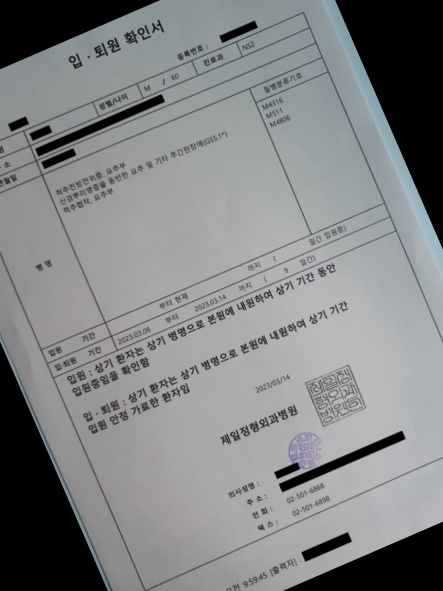 입 · 퇴원 확인서
등록번호 :
명
성별/나이 M / 60 진료과 NS2
소
질병분류기호
병 명
척추전방전위증, 요추부
신경뿌리병증을 동반한 요추 및 기타 추간판장애(G55.1*)
척추협착, 요추부
M4316
M511
M4806
입원 기간 부터 현재 까지 ( 일간 입원중)
입·퇴원 기간 2023.03.06 부터 2023.03.14 까지 ( 9 일간)
입원 : 상기 환자는 상기 병명으로 본원에 내원하여 상기 기간 동안
입원중임을 확인함
입 · 퇴원 : 상기 환자는 상기 병명으로 본원에 내원하여 상기 기간
입원 안정 가료한 환자임
2023/03/14
제일정형외과병원
의사성명 :
주 소 :
전 화 : 02-501-6868
팩 스 : 02-501-6898
오전 9:59:45 [출력자] :